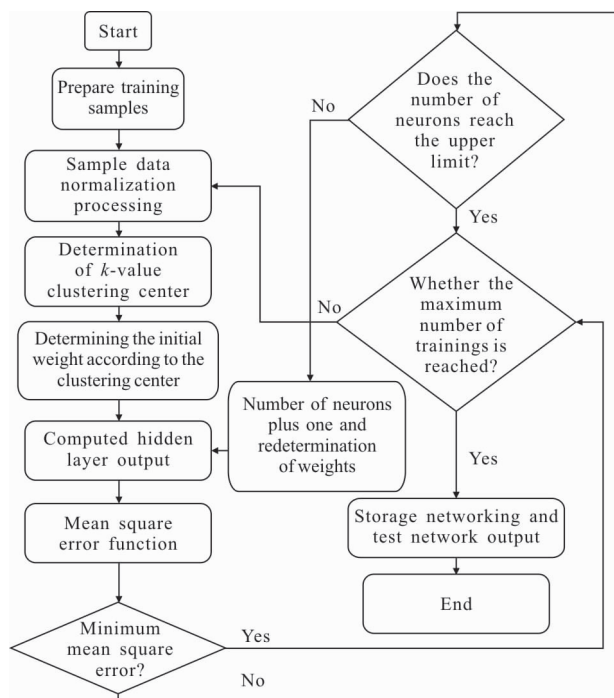 Start
Prepare training
samples
Sample data
normalization
processing
Determination
of k-value
clustering center
Determining the initial
weight according to the
clustering center
Computed hidden
layer output
Mean square
error function
Minimum
mean square
error?
Yes
No
Does the
number of
neurons reach
the upper
limit?
No
Yes
Whether the
maximum
number of
trainings is
reached?
No
Yes
Number of neurons
plus one and
redetermination
of weights
Storage networking and
test network output
End